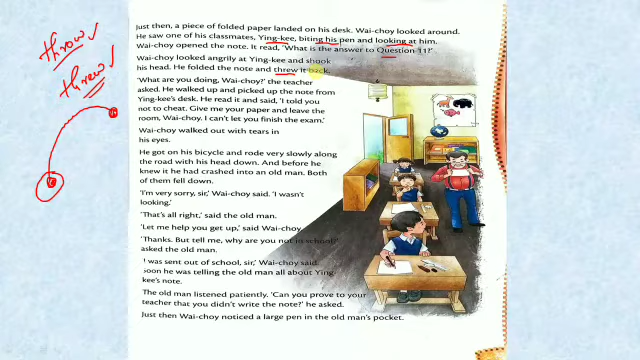 throw
threw
Just then, a piece of folded paper landed on his desk. Wai-choy looked around.
He saw one of his classmates, Ying-kee, biting his pen and looking at him.
Wai-choy opened the note. It read, 'What is the answer to Question 11?'
Wai-choy looked angrily at Ying-kee and shook
his head. He folded the note and threw it back.
'What are you doing, Wai-choy?' the teacher
asked. He walked up and picked up the note from
Ying-kee's desk. He read it and said, 'I told you
not to cheat. Give me your paper and leave the
room, Wai-choy. I can't let you finish the exam.'
Wai-choy walked out with tears in
his eyes.
He got on his bicycle and rode very slowly along
the road with his head down. And before he
knew it he had crashed into an old man. Both
of them fell down.
'I'm very sorry, sir,' Wai-choy said. 'I wasn't
looking.'
'That's all right,' said the old man.
'Let me help you get up,' said Wai-choy.
'Thanks. But tell me, why are you not in school?'
asked the old man.
'I was sent out of school, sir,' Wai-choy said.
Soon he was telling the old man all about Ying
kee's note.
The old man listened patiently. 'Can you prove to your
teacher that you didn't write the note?' he asked.
Just then Wai-choy noticed a large pen in the old man's pocket.